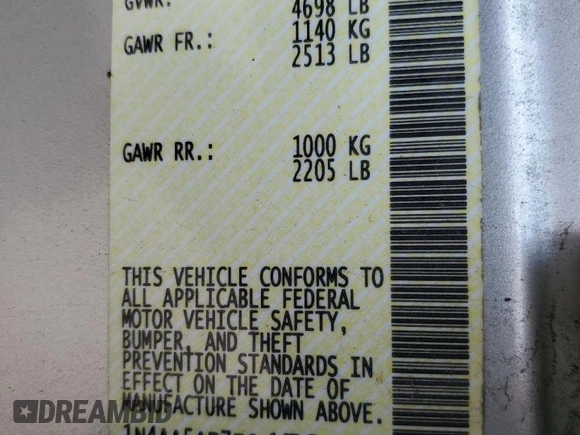 GVWR: 4698 LB
GAWR FR.: 1140 KG
2513 LB
GAWR RR.: 1000 KG
2205 LB
THIS VEHICLE CONFORMS TO
ALL APPLICABLE FEDERAL
MOTOR VEHICLE SAFETY,
BUMPER, AND THEFT
PREVENTION STANDARDS IN
EFFECT ON THE DATE OF
MANUFACTURE SHOWN ABOVE.
DREAMBID